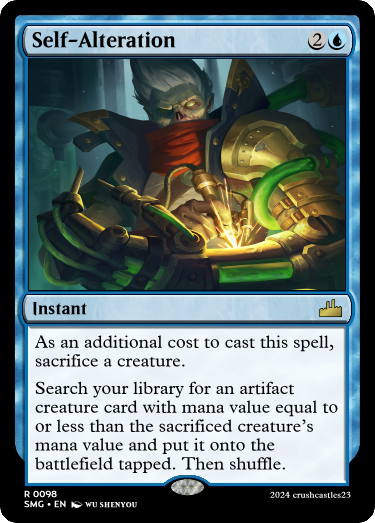 Self-Alteration 2
Instant
As an additional cost to cast this spell,
sacrifice a creature.
Search your library for an artifact
creature card with mana value equal to
or less than the sacrificed creature's
mana value and put it onto the
battlefield tapped. Then shuffle.
R 0098
SMG • EN WU SHENYOU
2024 crushcastles23